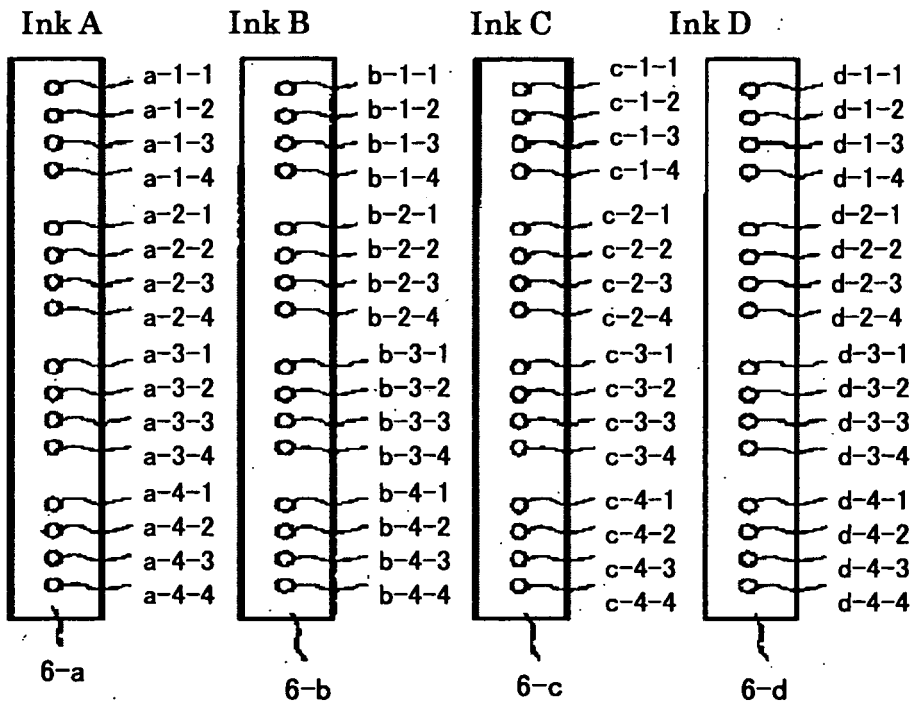 Ink A Ink B Ink C Ink D
a-1-1 b-1-1 c-1-1 d-1-1
a-1-2 b-1-2 c-1-2 d-1-2
a-1-3 b-1-3 c-1-3 d-1-3
a-1-4 b-1-4 c-1-4 d-1-4
a-2-1 b-2-1 c-2-1 d-2-1
a-2-2 b-2-2 c-2-2 d-2-2
a-2-3 b-2-3 c-2-3 d-2-3
a-2-4 b-2-4 c-2-4 d-2-4
a-3-1 b-3-1 c-3-1 d-3-1
a-3-2 b-3-2 c-3-2 d-3-2
a-3-3 b-3-3 c-3-3 d-3-3
a-3-4 b-3-4 c-3-4 d-3-4
a-4-1 b-4-1 c-4-1 d-4-1
a-4-2 b-4-2 c-4-2 d-4-2
a-4-3 b-4-3 c-4-3 d-4-3
a-4-4 b-4-4 c-4-4 d-4-4
6-a 6-b 6-c 6-d